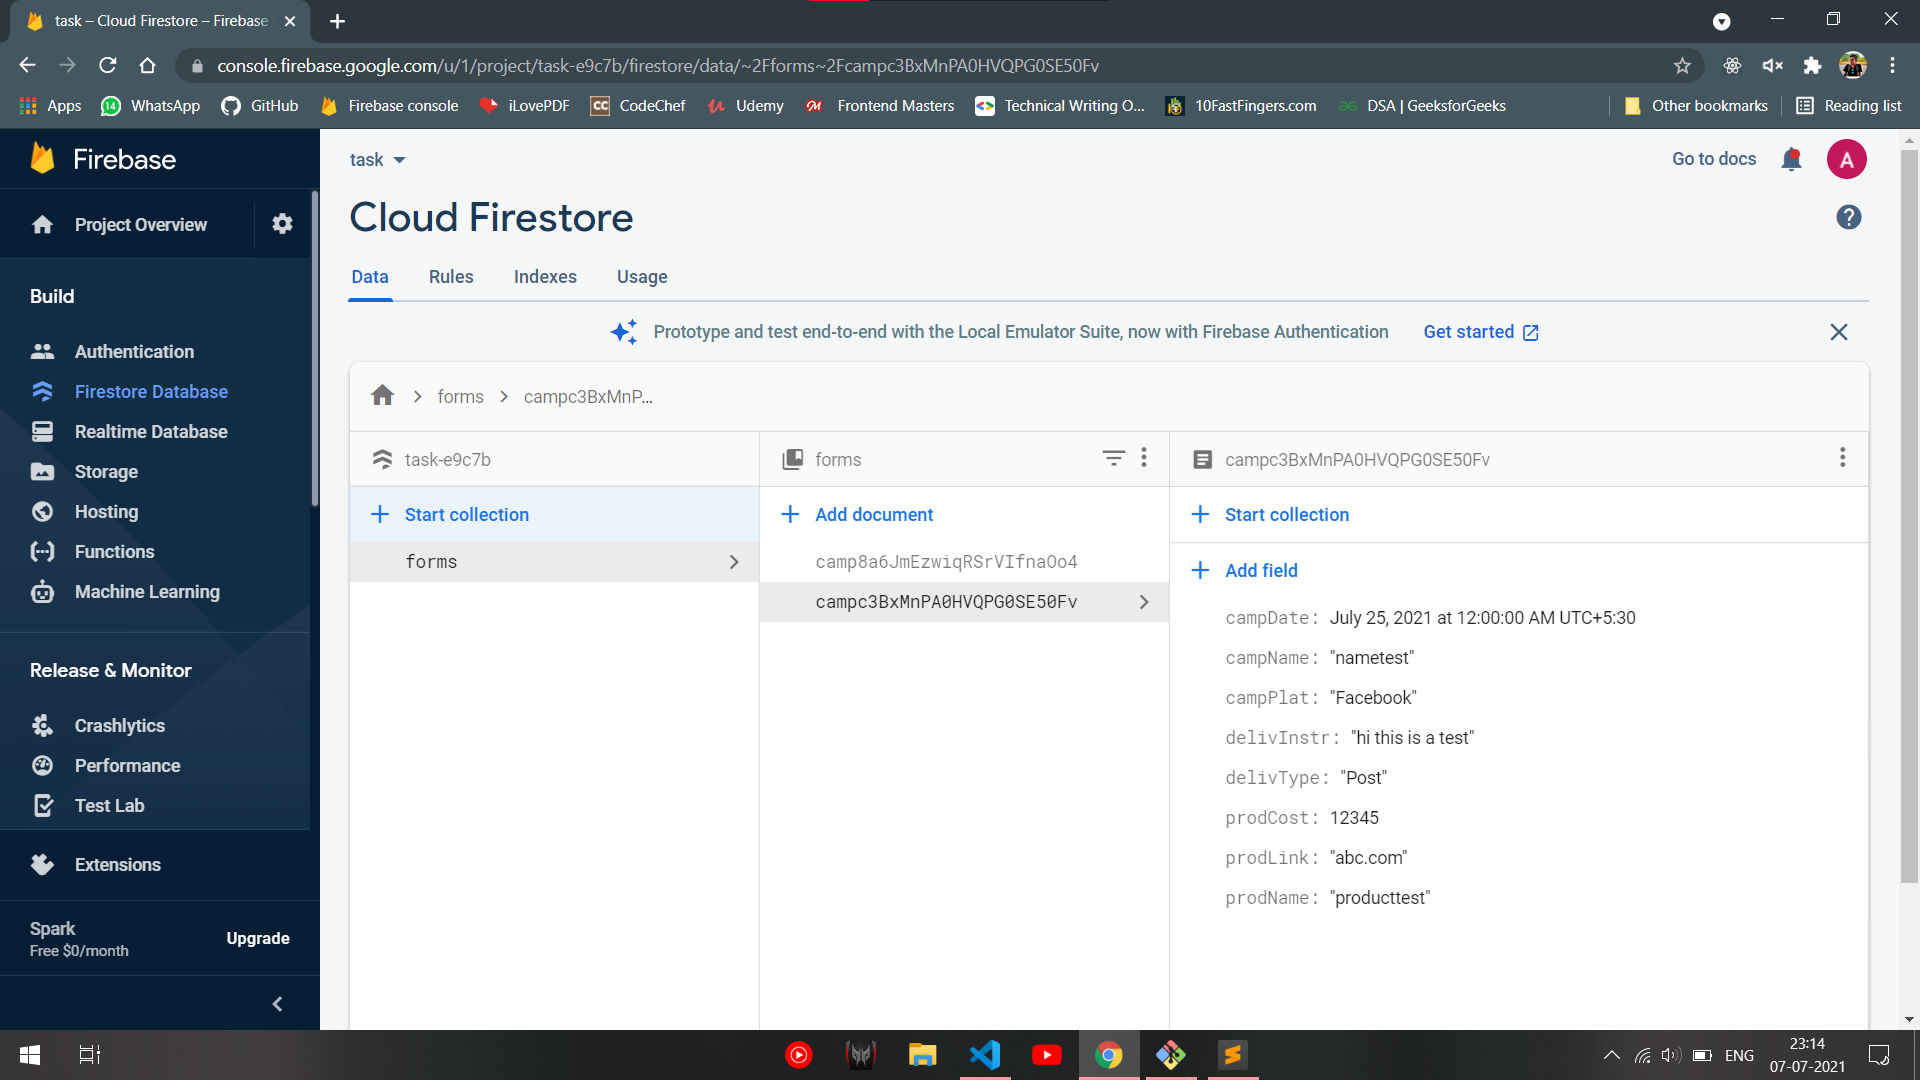 task – Cloud Firestore – Firebase
console.firebase.google.com/u/1/project/task-e9c7b/firestore/data/~2Fforms~2Fcampc3BxMnPA0HVQPG0SE50Fv
Apps
14
WhatsApp
GitHub
Firebase console
iLovePDF
CC
CodeChef
Udemy
Frontend Masters
Technical Writing O...
10FastFingers.com
DSA | GeeksforGeeks
Other bookmarks
Reading list
Firebase
task
Go to docs
A
Project Overview
Cloud Firestore
Data
Rules
Indexes
Usage
Build
Authentication
Firestore Database
Realtime Database
Storage
Hosting
Functions
Machine Learning
Release & Monitor
Crashlytics
Performance
Test Lab
Extensions
Spark
Free $0/month
Upgrade
Prototype and test end-to-end with the Local Emulator Suite, now with Firebase Authentication
Get started
forms
campc3BxMnP...
task-e9c7b
Start collection
forms
forms
Add document
camp8a6JmEzwiqRSrVIfnaOo4
campc3BxMnPA0HVQPG0SE50Fv
campc3BxMnPA0HVQPG0SE50Fv
Start collection
Add field
campDate: July 25, 2021 at 12:00:00 AM UTC+5:30
campName: "nametest"
campPlat: "Facebook"
delivInstr: "hi this is a test"
delivType: "Post"
prodCost: 12345
prodLink: "abc.com"
prodName: "producttest"
ENG
23:14
07-07-2021